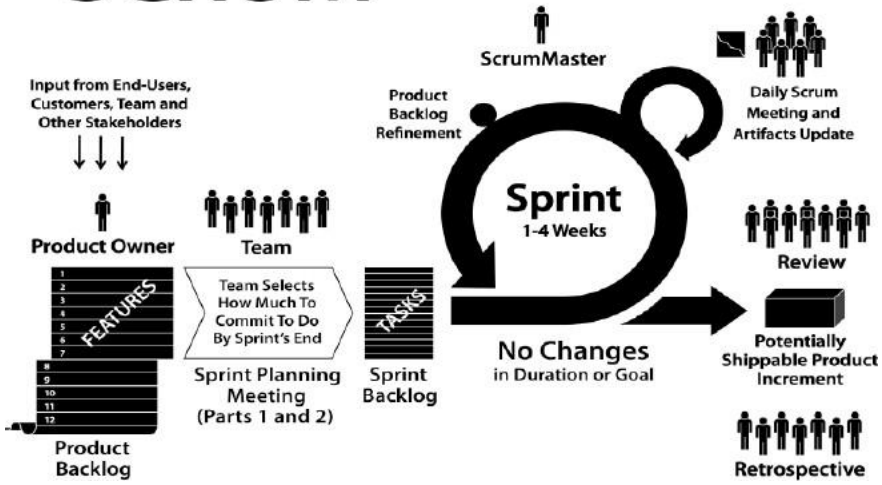 Input from End-Users,
Customers, Team and
Other Stakeholders
Product Owner
1
2
3
4
5
6
7
FEATURES
8
9
10
11
12
Product
Backlog
Team
Team Selects
How Much To
Commit To Do
By Sprint's End
Sprint Planning
Meeting
(Parts 1 and 2)
TASKS
Sprint
Backlog
ScrumMaster
Product
Backlog
Refinement
Sprint
1-4 Weeks
No Changes
in Duration or Goal
Daily Scrum
Meeting and
Artifacts Update
Review
Potentially
Shippable Product
Increment
Retrospective